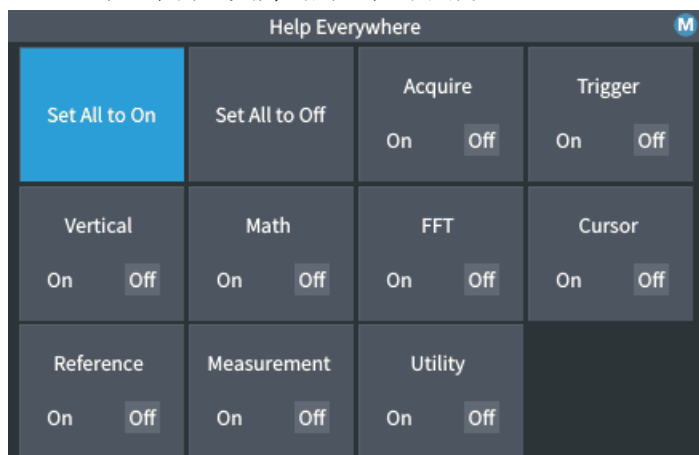 Help Everywhere
M
Set All to On
Set All to Off
Acquire
On Off
Trigger
On Off
Vertical
On Off
Math
On Off
FFT
On Off
Cursor
On Off
Reference
On Off
Measurement
On Off
Utility
On Off